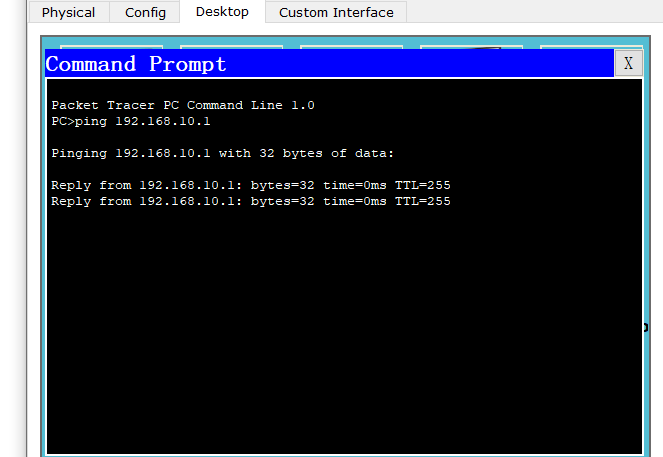 Physical Config Desktop Custom Interface
Command Prompt X
Packet Tracer PC Command Line 1.0
PC>ping 192.168.10.1
Pinging 192.168.10.1 with 32 bytes of data:
Reply from 192.168.10.1: bytes=32 time=0ms TTL=255
Reply from 192.168.10.1: bytes=32 time=0ms TTL=255